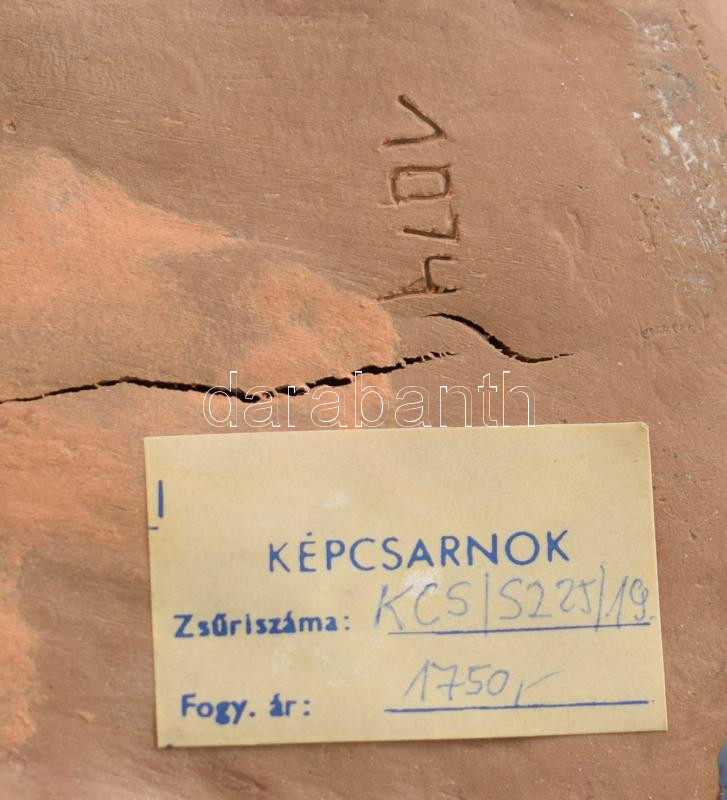 KÉPCSARNOK
Zsűriszáma: KCS/S225/19.
Fogy. ár: 1750,-
darabanth